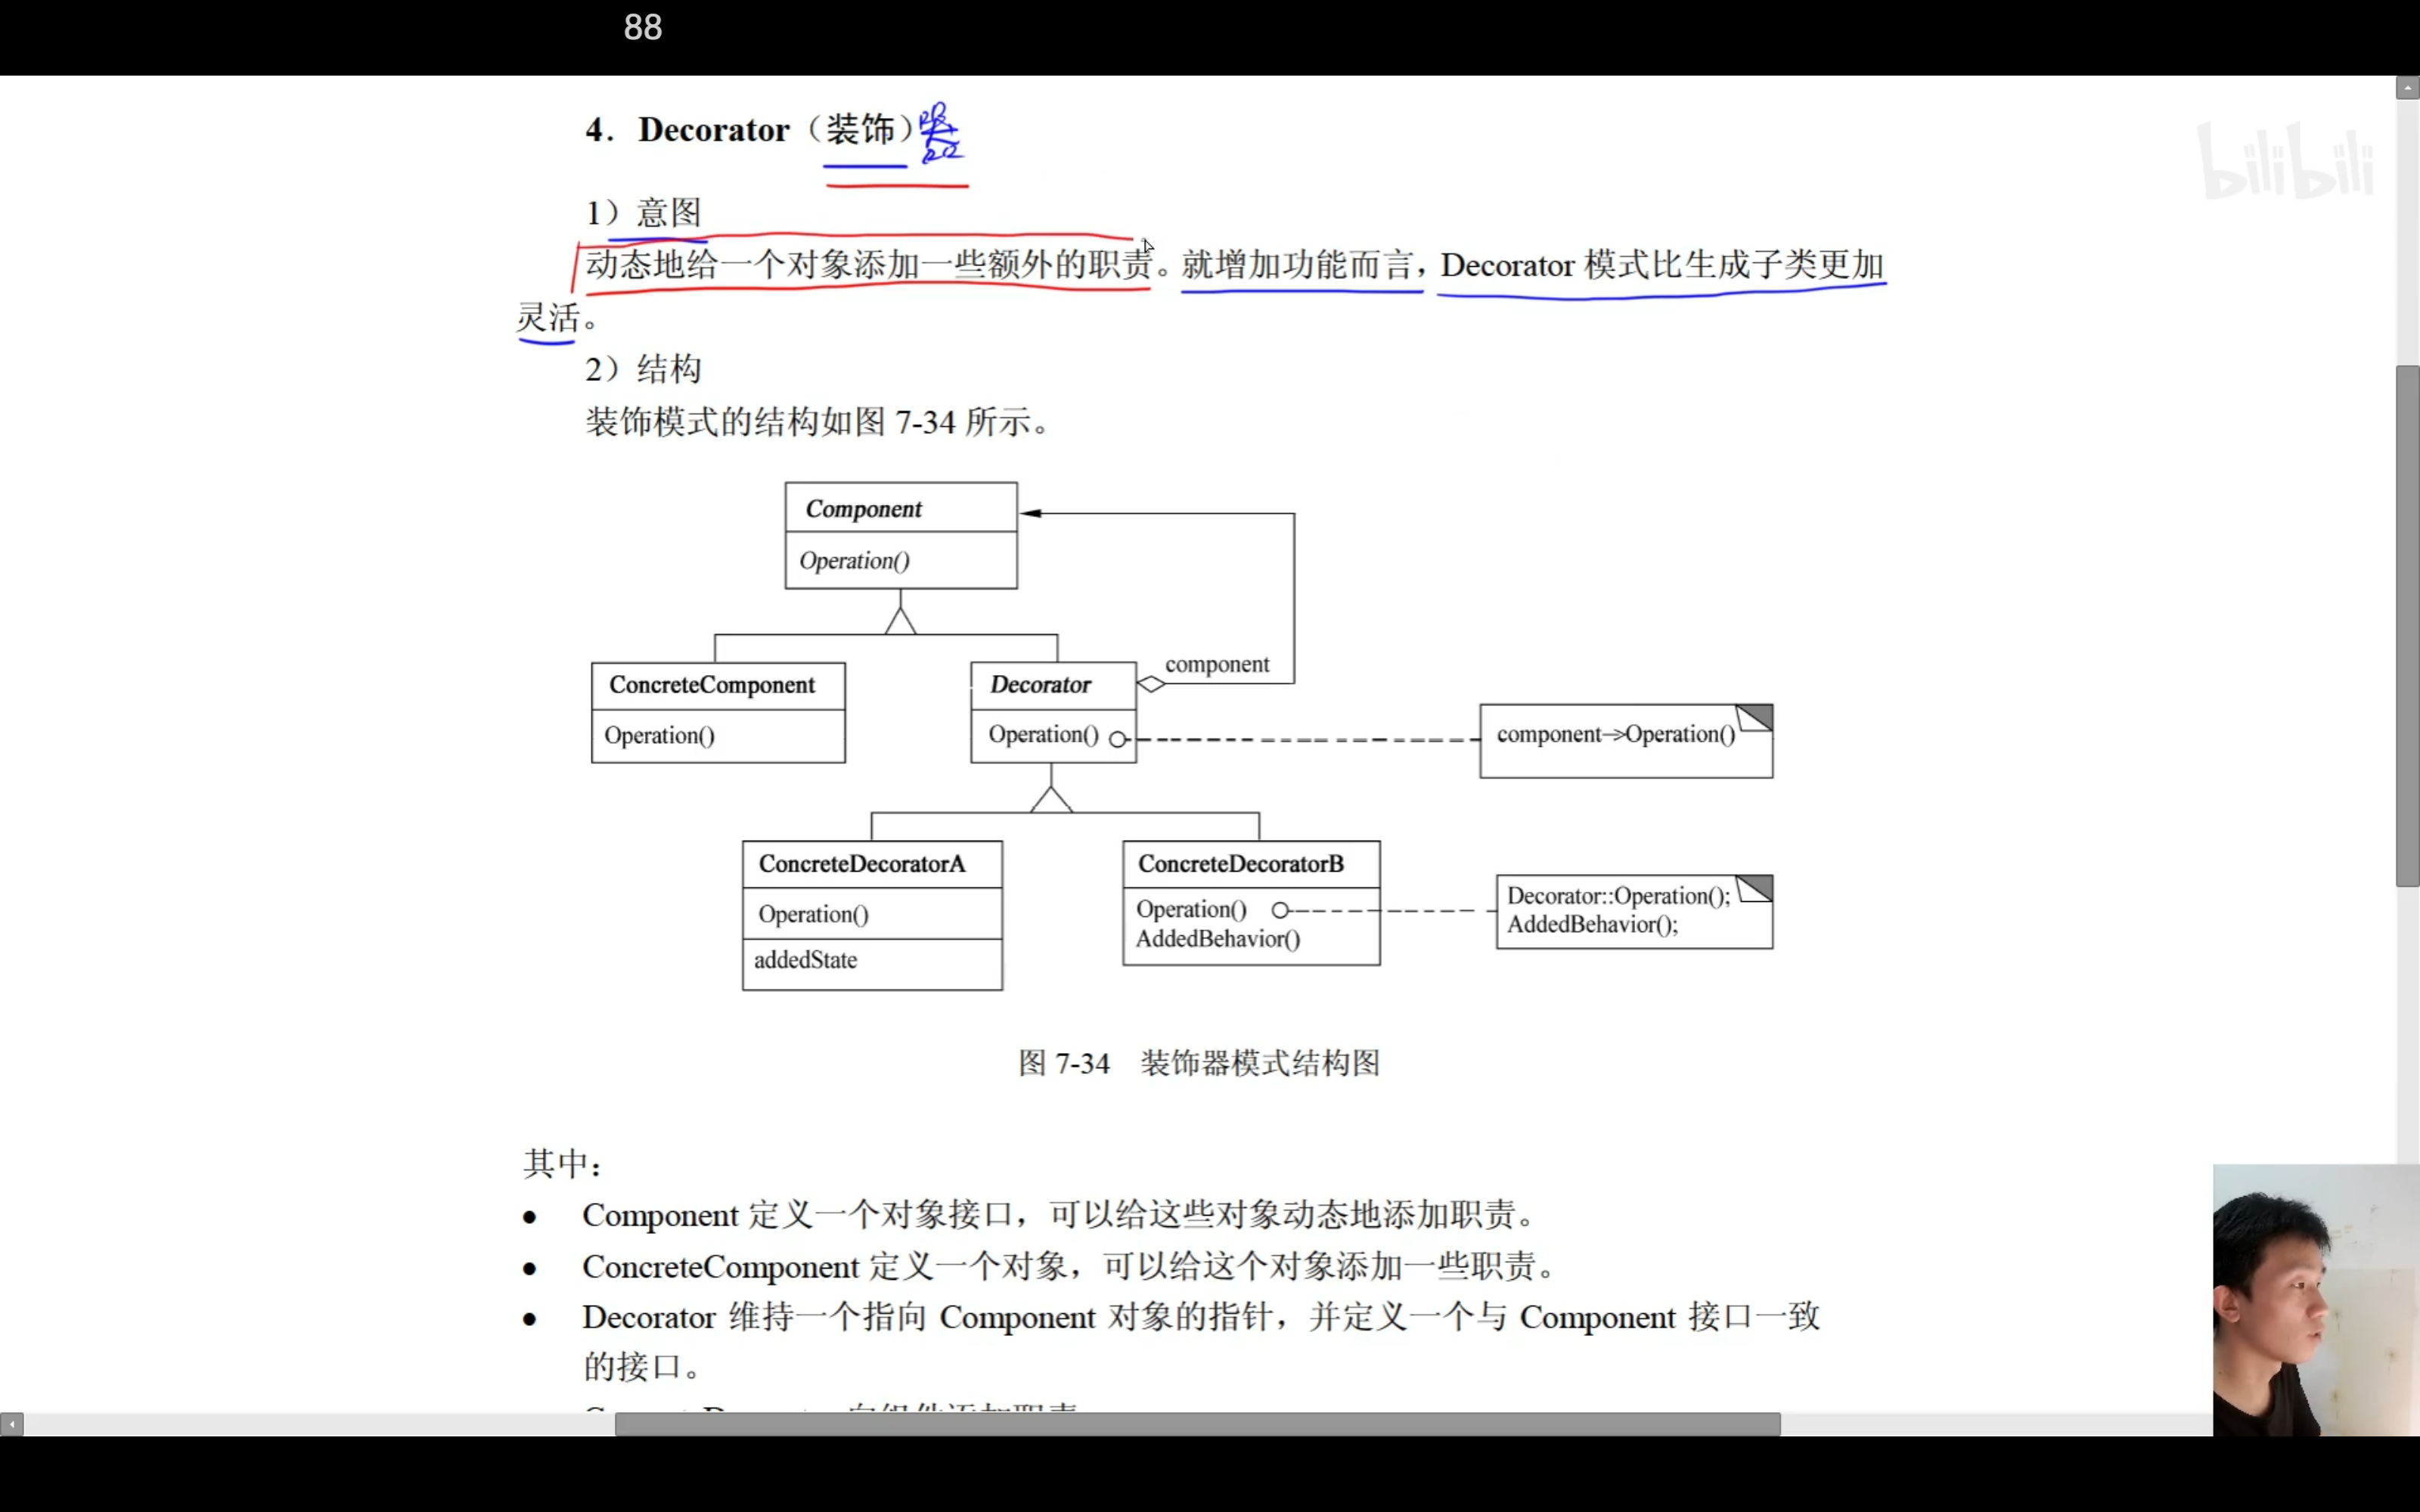 88
bilibili
4. Decorator（装饰）器
1）意图
动态地给一个对象添加一些额外的职责。就增加功能而言，Decorator 模式比生成子类更加
灵活。
2）结构
装饰模式的结构如图 7-34 所示。
Component
Operation()
component
ConcreteComponent
Operation()
Decorator
Operation()
component->Operation()
ConcreteDecoratorA
Operation()
addedState
ConcreteDecoratorB
Operation()
AddedBehavior()
Decorator::Operation();
AddedBehavior();
图 7-34 装饰器模式结构图
其中：
● Component 定义一个对象接口，可以给这些对象动态地添加职责。
● ConcreteComponent 定义一个对象，可以给这个对象添加一些职责。
● Decorator 维持一个指向 Component 对象的指针，并定义一个与 Component 接口一致
的接口。